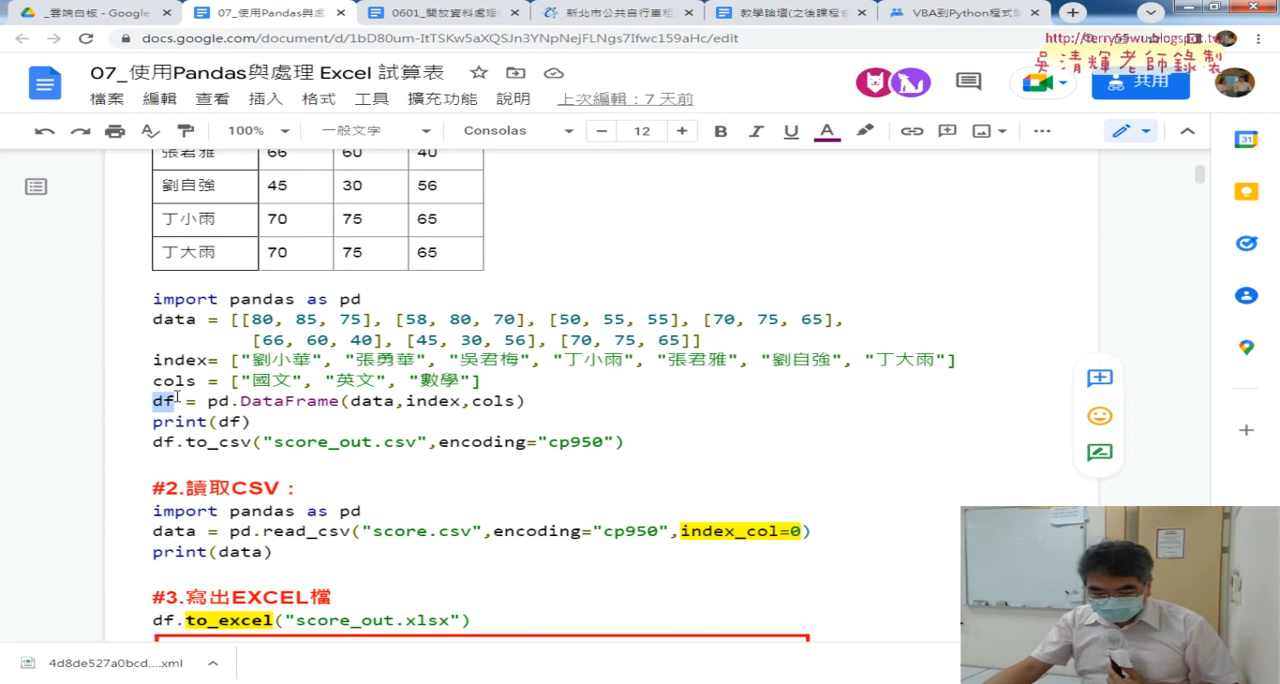 _雲端白板 - Google
07_使用Pandas與處
0601_開放資料處理
新北市公共自行車租
教學論壇(之後課程
VBA到Python程式
docs.google.com/document/d/1bD80um-ItTSKw5aXQSJn3YNpNejFLNgs7Ifwc159aHc/edit
http://terry55wu.blogspot.tw
吳清輝老師錄製
07_使用Pandas與處理 Excel 試算表
檔案 編輯 查看 插入 格式 工具 擴充功能 說明 上次編輯：7 天前
共用
100% 一般文字 Consolas 12 B I U A
31
張君雅 66 60 40
劉自強 45 30 56
丁小雨 70 75 65
丁大雨 70 75 65
import pandas as pd
data = [[80, 85, 75], [58, 80, 70], [50, 55, 55], [70, 75, 65],
[66, 60, 40], [45, 30, 56], [70, 75, 65]]
index= ["劉小華", "張勇華", "吳君梅", "丁小雨", "張君雅", "劉自強", "丁大雨"]
cols = ["國文", "英文", "數學"]
df = pd.DataFrame(data,index,cols)
print(df)
df.to_csv("score_out.csv",encoding="cp950")
#2.讀取CSV：
import pandas as pd
data = pd.read_csv("score.csv",encoding="cp950",index_col=0)
print(data)
#3.寫出EXCEL檔
df.to_excel("score_out.xlsx")
4d8de527a0bcd....xml